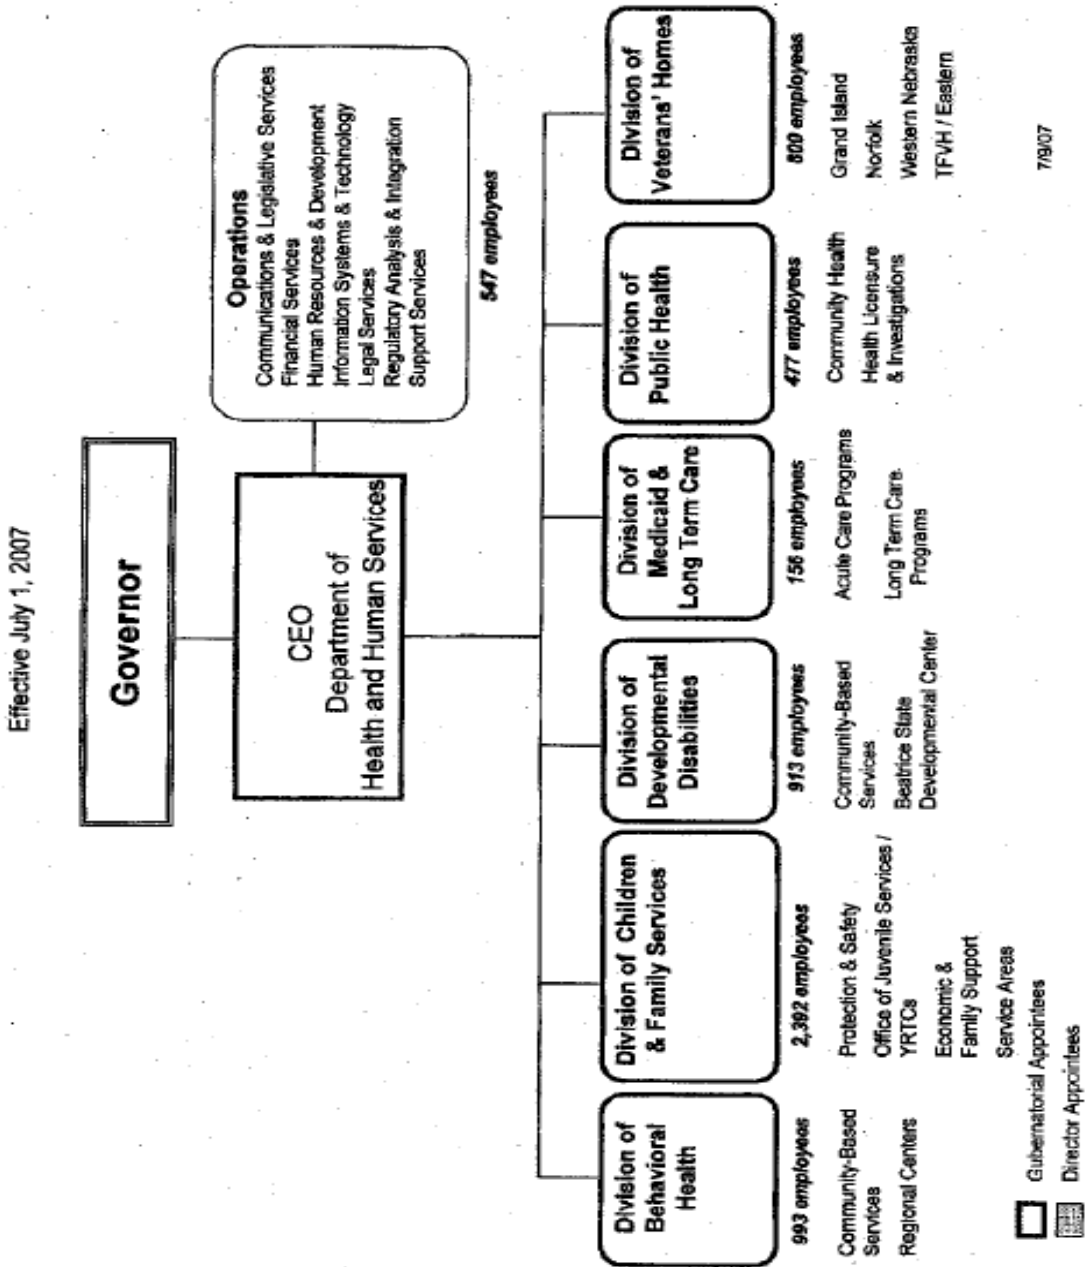 Effective July 1, 2007
Governor
CEO
Department of
Health and Human Services
Operations
Communications & Legislative Services
Financial Services
Human Resources & Development
Information Systems & Technology
Legal Services
Regulatory Analysis & Integration
Support Services
547 employees
Division of
Behavioral
Health
993 employees
Community-Based
Services
Regional Centers
Division of Children
& Family Services
2,392 employees
Protection & Safety
Office of Juvenile Services /
YRTCs
Economic &
Family Support
Service Areas
Division of
Developmental
Disabilities
913 employees
Community-Based
Services
Beatrice State
Developmental Center
Division of
Medicaid &
Long Term Care
156 employees
Acute Care Programs
Long Term Care
Programs
Division of
Public Health
477 employees
Community Health
Health Licensure
& Investigations
Division of
Veterans' Homes
800 employees
Grand Island
Norfolk
Western Nebraska
TFVH / Eastern
Gubernatorial Appointees
Director Appointees
7/9/07